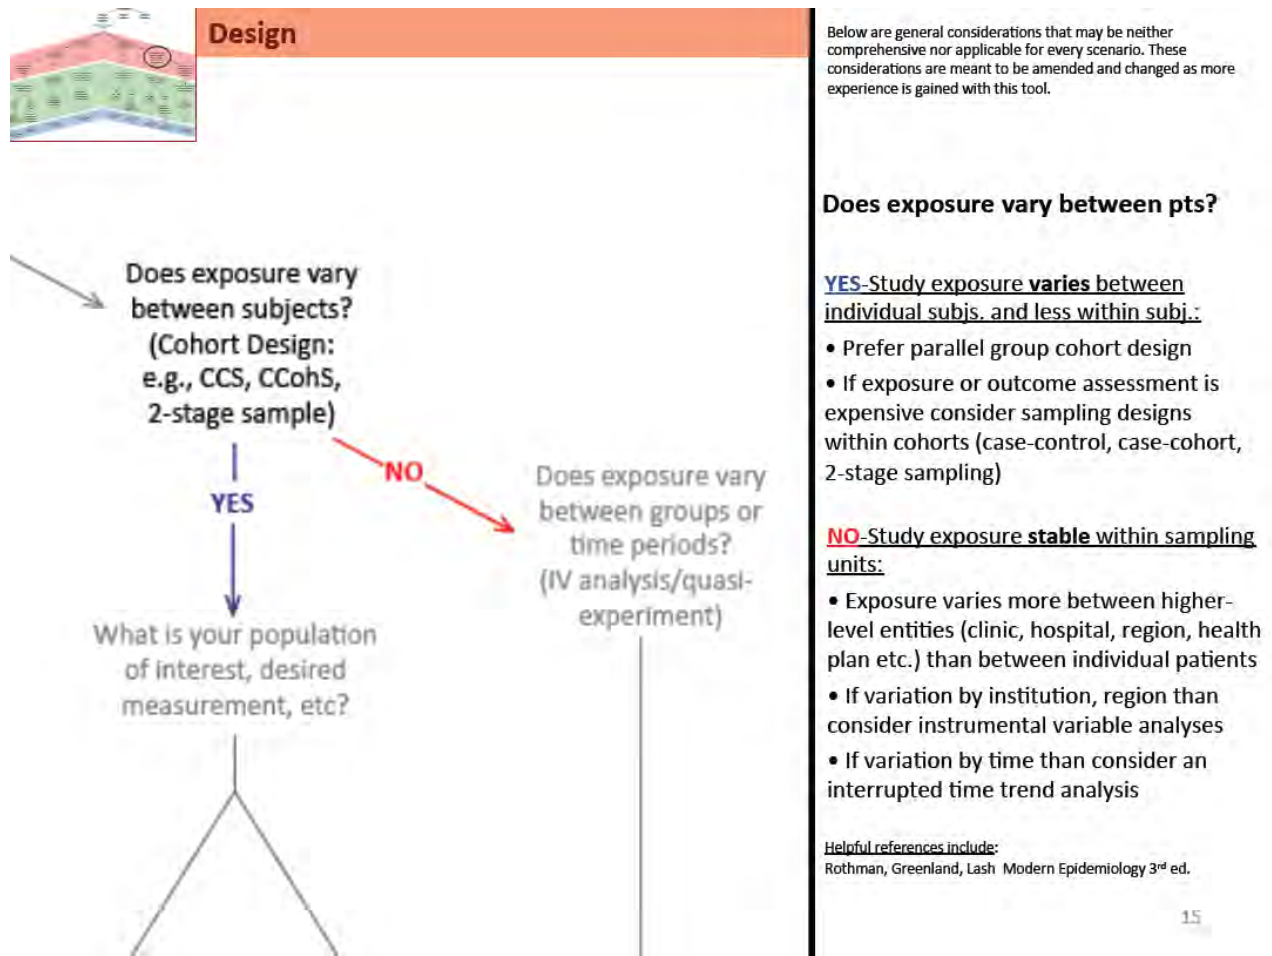 Design
Does exposure vary
between subjects?
(Cohort Design:
e.g., CCS, CCohS,
2-stage sample)
YES
NO
Does exposure vary
between groups or
time periods?
(IV analysis/quasi-
experiment)
What is your population
of interest, desired
measurement, etc?
Below are general considerations that may be neither
comprehensive nor applicable for every scenario. These
considerations are meant to be amended and changed as more
experience is gained with this tool.
Does exposure vary between pts?
YES-Study exposure varies between
individual subjs. and less within subj.:
• Prefer parallel group cohort design
• If exposure or outcome assessment is
expensive consider sampling designs
within cohorts (case-control, case-cohort,
2-stage sampling)
NO-Study exposure stable within sampling
units:
• Exposure varies more between higher-
level entities (clinic, hospital, region, health
plan etc.) than between individual patients
• If variation by institution, region than
consider instrumental variable analyses
• If variation by time than consider an
interrupted time trend analysis
Helpful references include:
Rothman, Greenland, Lash Modern Epidemiology 3rd ed.
15